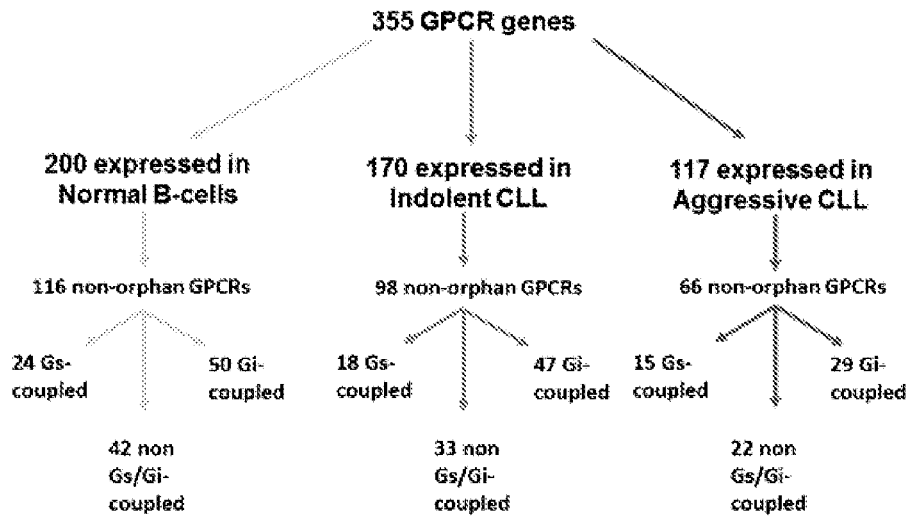 355 GPCR genes
200 expressed in
Normal B-cells
170 expressed in
Indolent CLL
117 expressed in
Aggressive CLL
116 non-orphan GPCRs
98 non-orphan GPCRs
66 non-orphan GPCRs
24 Gs-
coupled
50 Gi-
coupled
18 Gs-
coupled
47 Gi-
coupled
15 Gs-
coupled
29 Gi-
coupled
42 non
Gs/Gi-
coupled
33 non
Gs/Gi-
coupled
22 non
Gs/Gi-
coupled